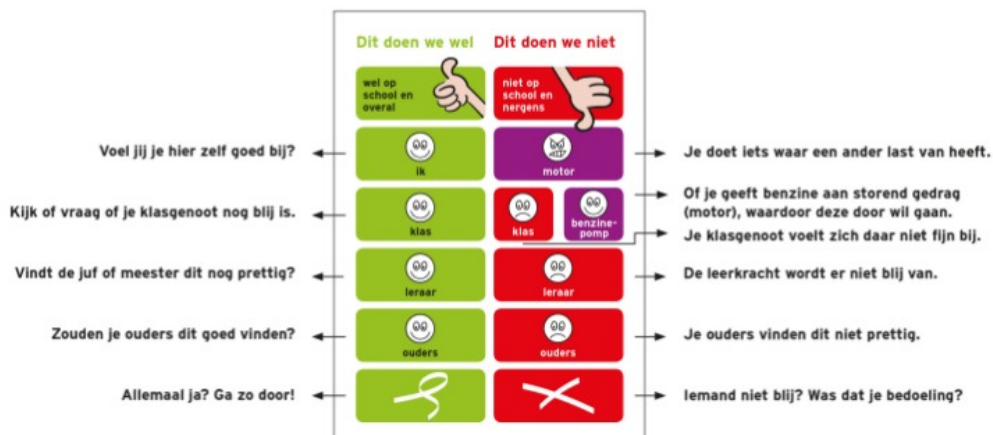 Dit doen we wel
Dit doen we niet
wel op
school en
overal
niet op
school en
nergens
Voel jij je hier zelf goed bij?
ik
motor
Je doet iets waar een ander last van heeft.
Kijk of vraag of je klasgenoot nog blij is.
klas
klas
benzine-
pomp
Of je geeft benzine aan storend gedrag
(motor), waardoor deze door wil gaan.
Je klasgenoot voelt zich daar niet fijn bij.
Vindt de juf of meester dit nog prettig?
leraar
leraar
De leerkracht wordt er niet blij van.
Zouden je ouders dit goed vinden?
ouders
ouders
Je ouders vinden dit niet prettig.
Allemaal ja? Ga zo door!
Iemand niet blij? Was dat je bedoeling?